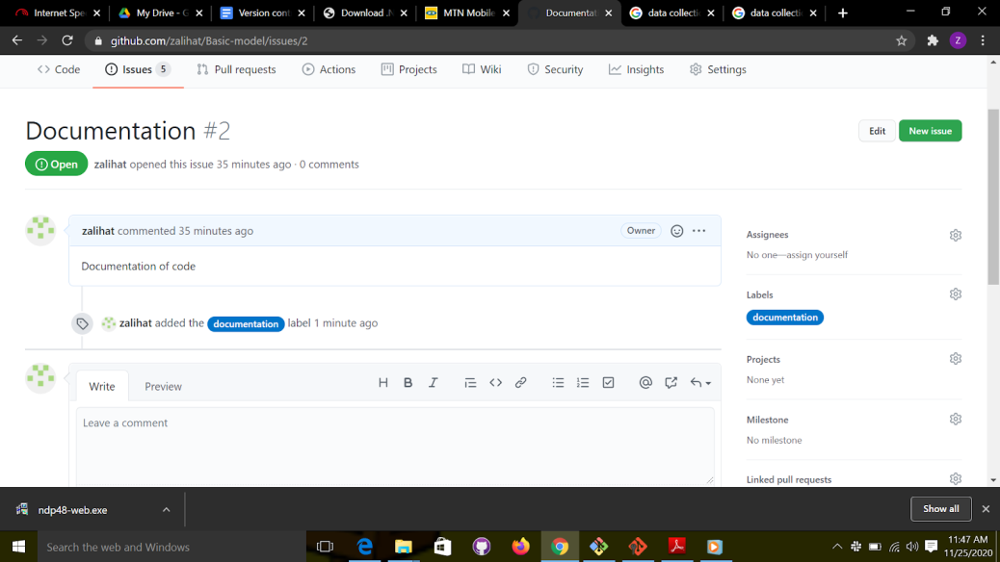 Internet Spe
My Drive - G
Version cont
Download .N
MTN Mobile
Documentat
data collecti
data collecti
github.com/zalihat/Basic-model/issues/2
Z
Code
Issues 5
Pull requests
Actions
Projects
Wiki
Security
Insights
Settings
Documentation #2
Edit
New issue
Open
zalihat opened this issue 35 minutes ago · 0 comments
zalihat commented 35 minutes ago
Owner
Documentation of code
zalihat added the documentation label 1 minute ago
Assignees
No one—assign yourself
Labels
documentation
Projects
None yet
Milestone
No milestone
Linked pull requests
Write
Preview
Leave a comment
ndp48-web.exe
Show all
Search the web and Windows
11:47 AM
11/25/2020